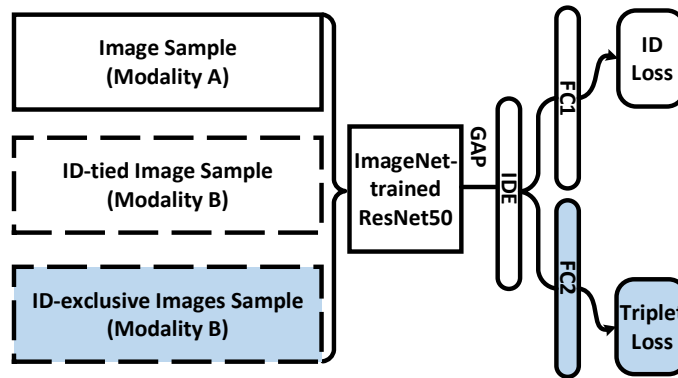 Image Sample
(Modality A)
ID-tied Image Sample
(Modality B)
ID-exclusive Images Sample
(Modality B)
ImageNet-
trained
ResNet50
GAP
IDE
FC1
FC2
ID
Loss
Triplet
Loss